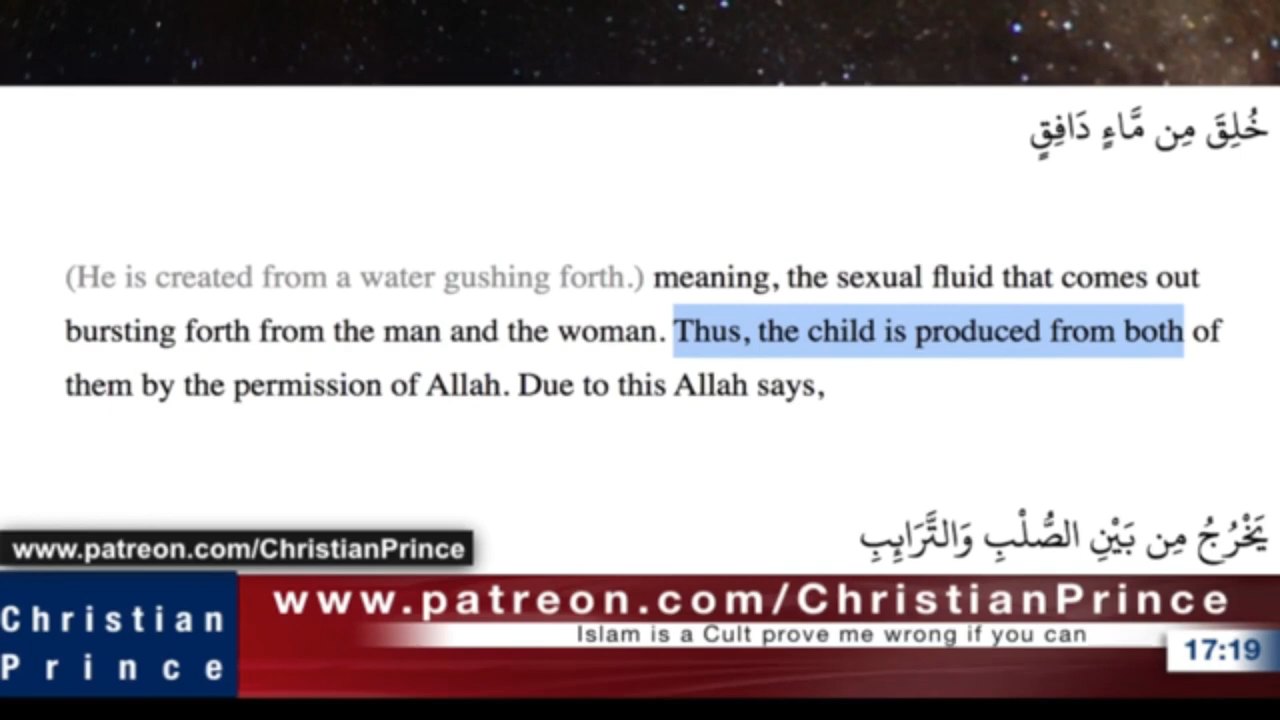 خُلِقَ مِن مَّاءٍ دَافِقٍ
(He is created from a water gushing forth.) meaning, the sexual fluid that comes out
bursting forth from the man and the woman. Thus, the child is produced from both of
them by the permission of Allah. Due to this Allah says,
يَخْرُجُ مِن بَيْنِ الصُّلْبِ وَالتَّرَايِبِ
www.patreon.com/ChristianPrince
www.patreon.com/ChristianPrince
Islam is a Cult prove me wrong if you can
Christian
Prince
17:19